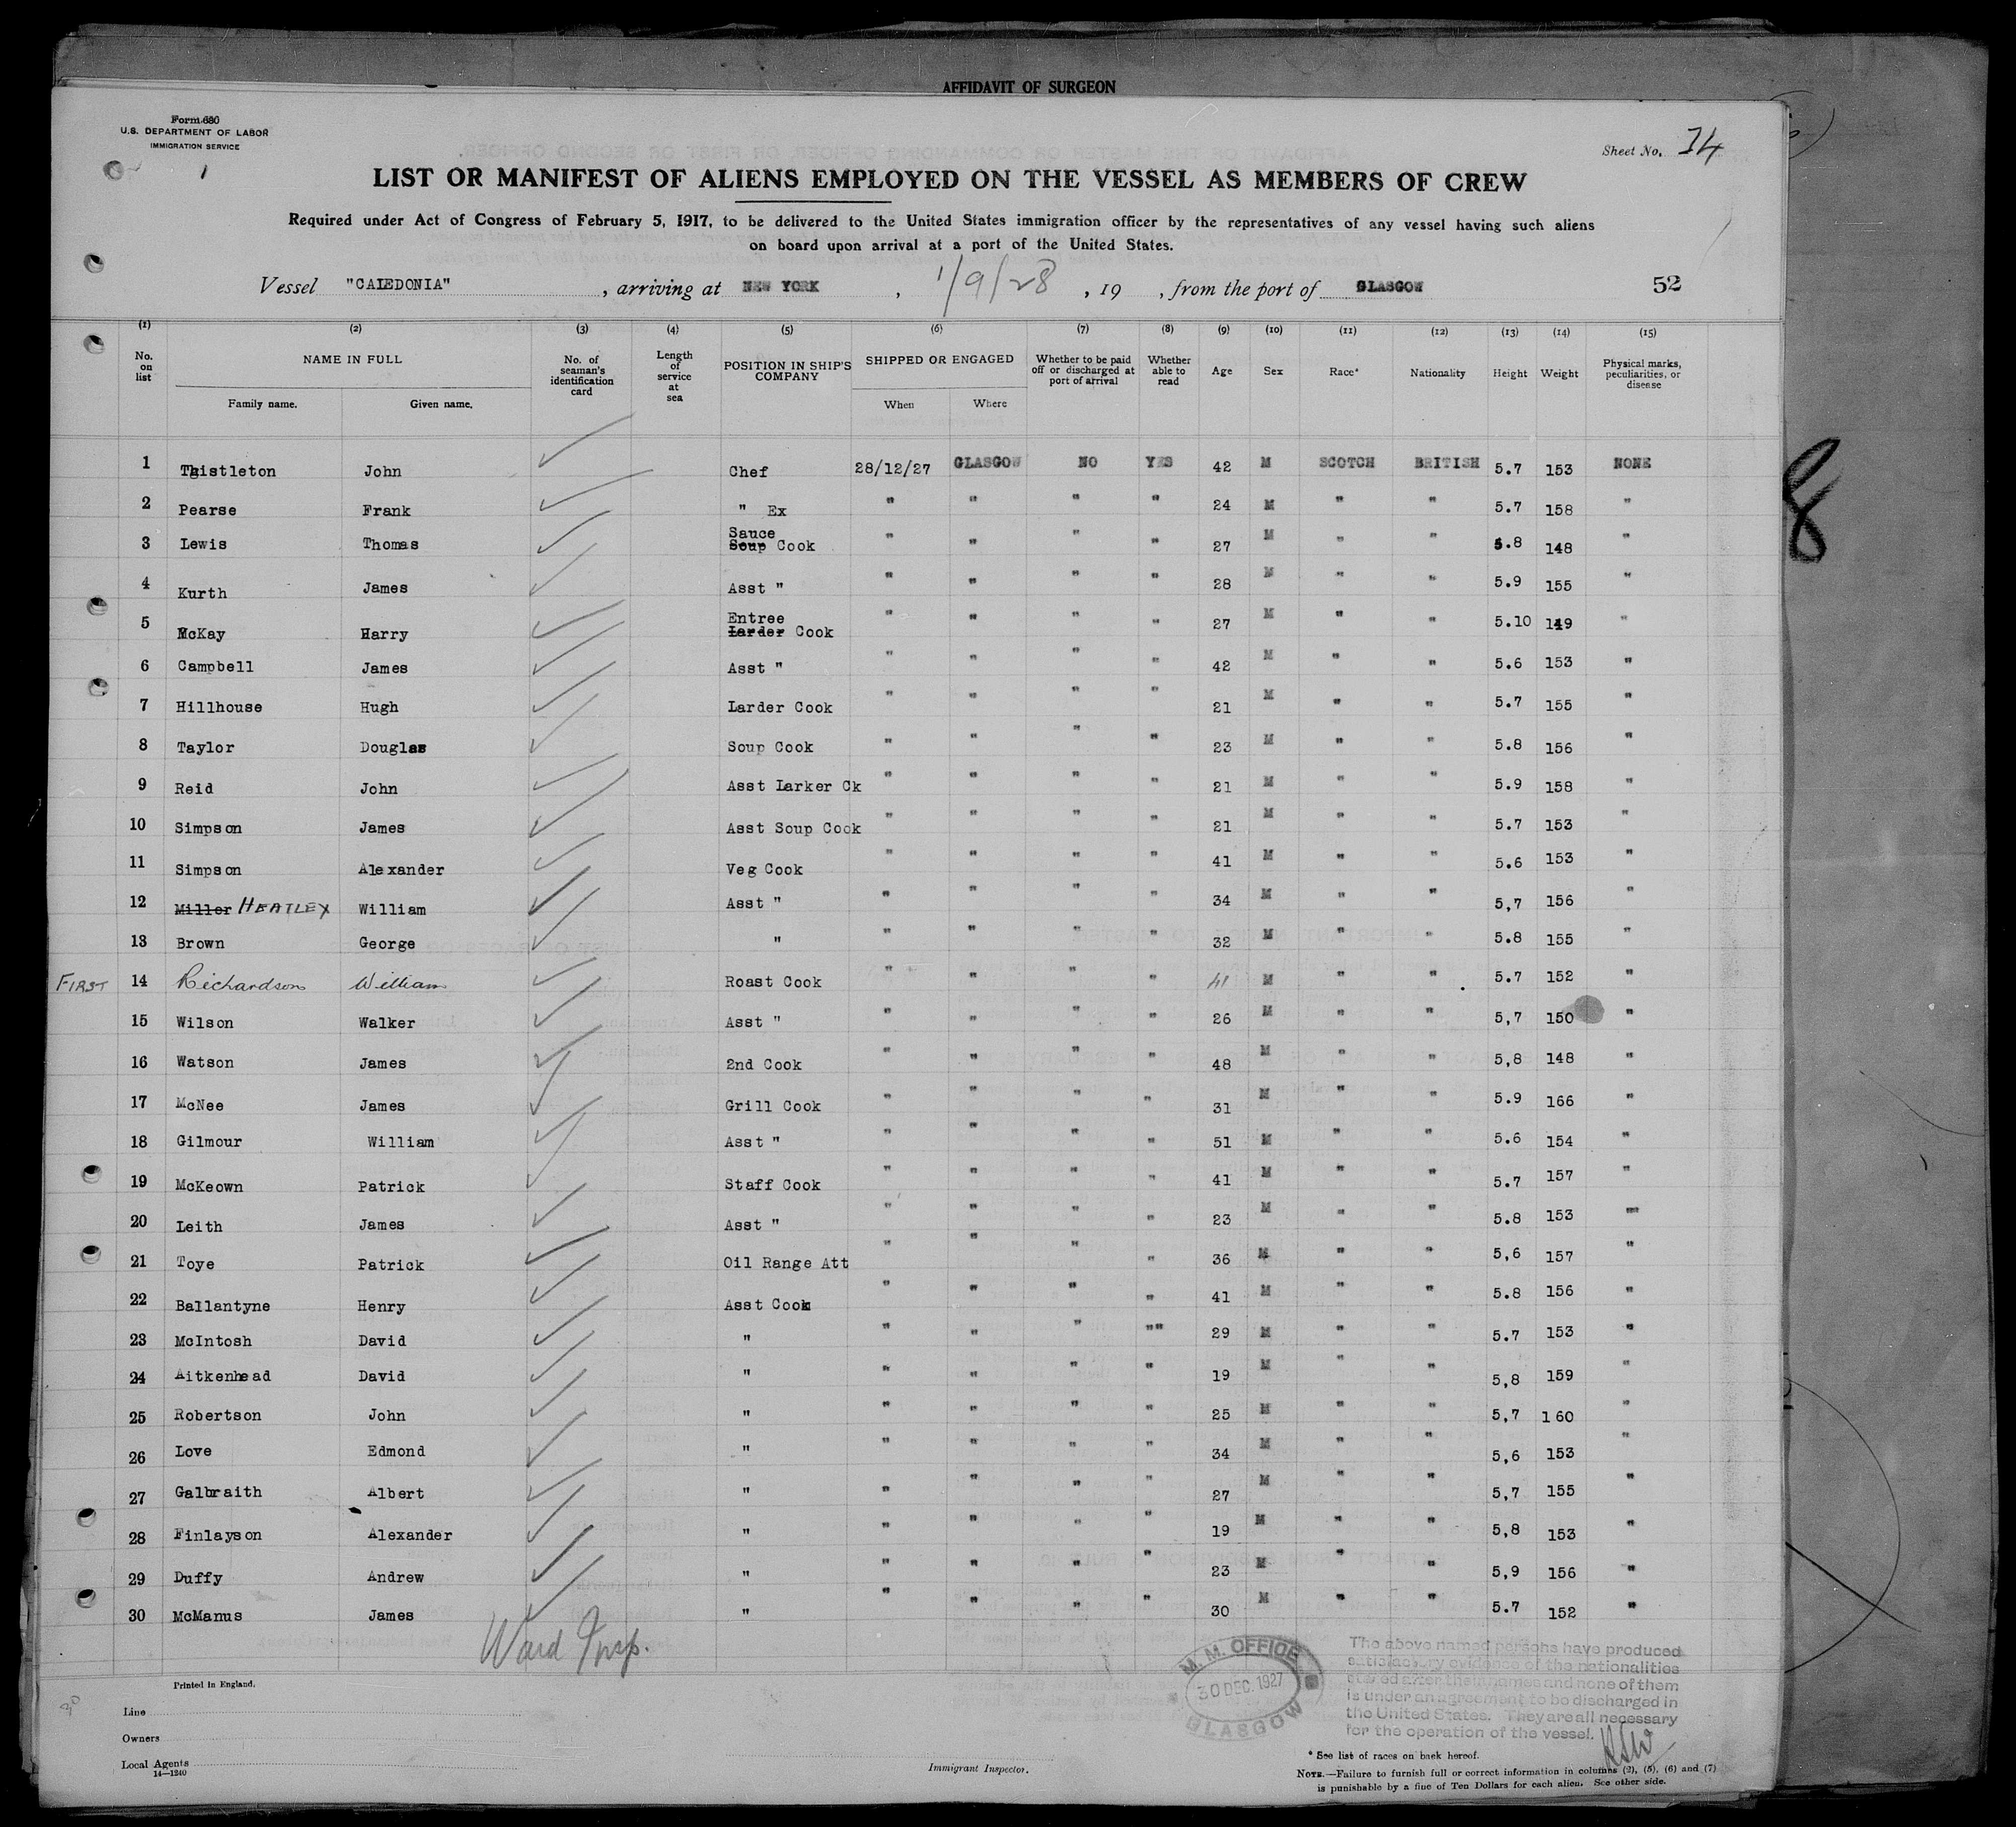 AFFIDAVIT OF SURGEON
Form 680
U.S. DEPARTMENT OF LABOR
IMMIGRATION SERVICE
Sheet No. 14
LIST OR MANIFEST OF ALIENS EMPLOYED ON THE VESSEL AS MEMBERS OF CREW
Required under Act of Congress of February 5, 1917, to be delivered to the United States immigration officer by the representatives of any vessel having such aliens
on board upon arrival at a port of the United States.
Vessel "CALEDONIA", arriving at NEW YORK, 1/9/28, 19 , from the port of GLASGOW 52
(1) (2) (3) (4) (5) (6) (7) (8) (9) (10) (11) (12) (13) (14) (15)
No. on list NAME IN FULL Family name. Given name. No. of seaman's identification card Length of service at sea POSITION IN SHIP'S COMPANY SHIPPED OR ENGAGED When Where Whether to be paid off or discharged at port of arrival Whether able to read Age Sex Race* Nationality Height Weight Physical marks, peculiarities, or disease
1 Thistleton John Chef 28/12/27 GLASGOW NO YES 42 M SCOTCH BRITISH 5.7 153 NONE
2 Pearse Frank " Ex " " " " 24 M " " 5.7 158 "
3 Lewis Thomas Sauce Soup Cook " " " " 27 M " " 5.8 148 "
4 Kurth James Asst " " " " " 28 M " " 5.9 155 "
5 McKay Harry Entree Larder Cook " " " " 27 M " " 5.10 149 "
6 Campbell James Asst " " " " " 42 M " " 5.6 153 "
7 Hillhouse Hugh Larder Cook " " " " 21 M " " 5.7 155 "
8 Taylor Douglas Soup Cook " " " " 23 M " " 5.8 156 "
9 Reid John Asst Larker Ck " " " " 21 M " " 5.9 158 "
10 Simpson James Asst Soup Cook " " " " 21 M " " 5.7 153 "
11 Simpson Alexander Veg Cook " " " " 41 M " " 5.6 153 "
12 Miller HEATLEY William Asst " " " " " 34 M " " 5,7 156 "
13 Brown George " " " " " 32 M " " 5.8 155 "
FIRST 14 Richardson William Roast Cook " " " " 41 M " " 5.7 152 "
15 Wilson Walker Asst " " " " " 26 M " " 5,7 150 "
16 Watson James 2nd Cook " " " " 48 M " " 5,8 148 "
17 McNee James Grill Cook " " " " 31 M " " 5.9 166 "
18 Gilmour William Asst " " " " " 51 M " " 5.6 154 "
19 McKeown Patrick Staff Cook " " " " 41 M " " 5.7 157 "
20 Leith James Asst " " " " " 23 M " " 5.8 153 "
21 Toye Patrick Oil Range Att " " " " 36 M " " 5,6 157 "
22 Ballantyne Henry Asst Cook " " " " 41 M " " 5.8 156 "
23 McIntosh David " " " " "" 29 M " " 5.7 153 "
24 Aitkenhead David " " " " " 19 M " " 5,8 159 "
25 Robertson John " " " " " 25 M " " 5,7 160 "
26 Love Edmond " " " " " 34 M " " 5,6 153 "
27 Galbraith Albert " " " " " 27 M " " 5,7 155 "
28 Finlayson Alexander " " " " " 19 M " " 5,8 153 "
29 Duffy Andrew " " " " " 23 M " " 5,9 156 "
30 McManus James " " " " " 30 M " " 5.7 152 "
Ward Insp.
M. M. OFFICE
30 DEC. 1927
GLASGOW
The above named persons have produced
satisfactory evidence of the nationalities
stated after their names and none of them
is under an agreement to be discharged in
the United States. They are all necessary
for the operation of the vessel.
Printed in England.
Line
Owners
Local Agents
14—1240
Immigrant Inspector.
* See list of races on back hereof.
NOTE.—Failure to furnish full or correct information in columns (2), (5), (6) and (7)
is punishable by a fine of Ten Dollars for each alien. See other side.
8